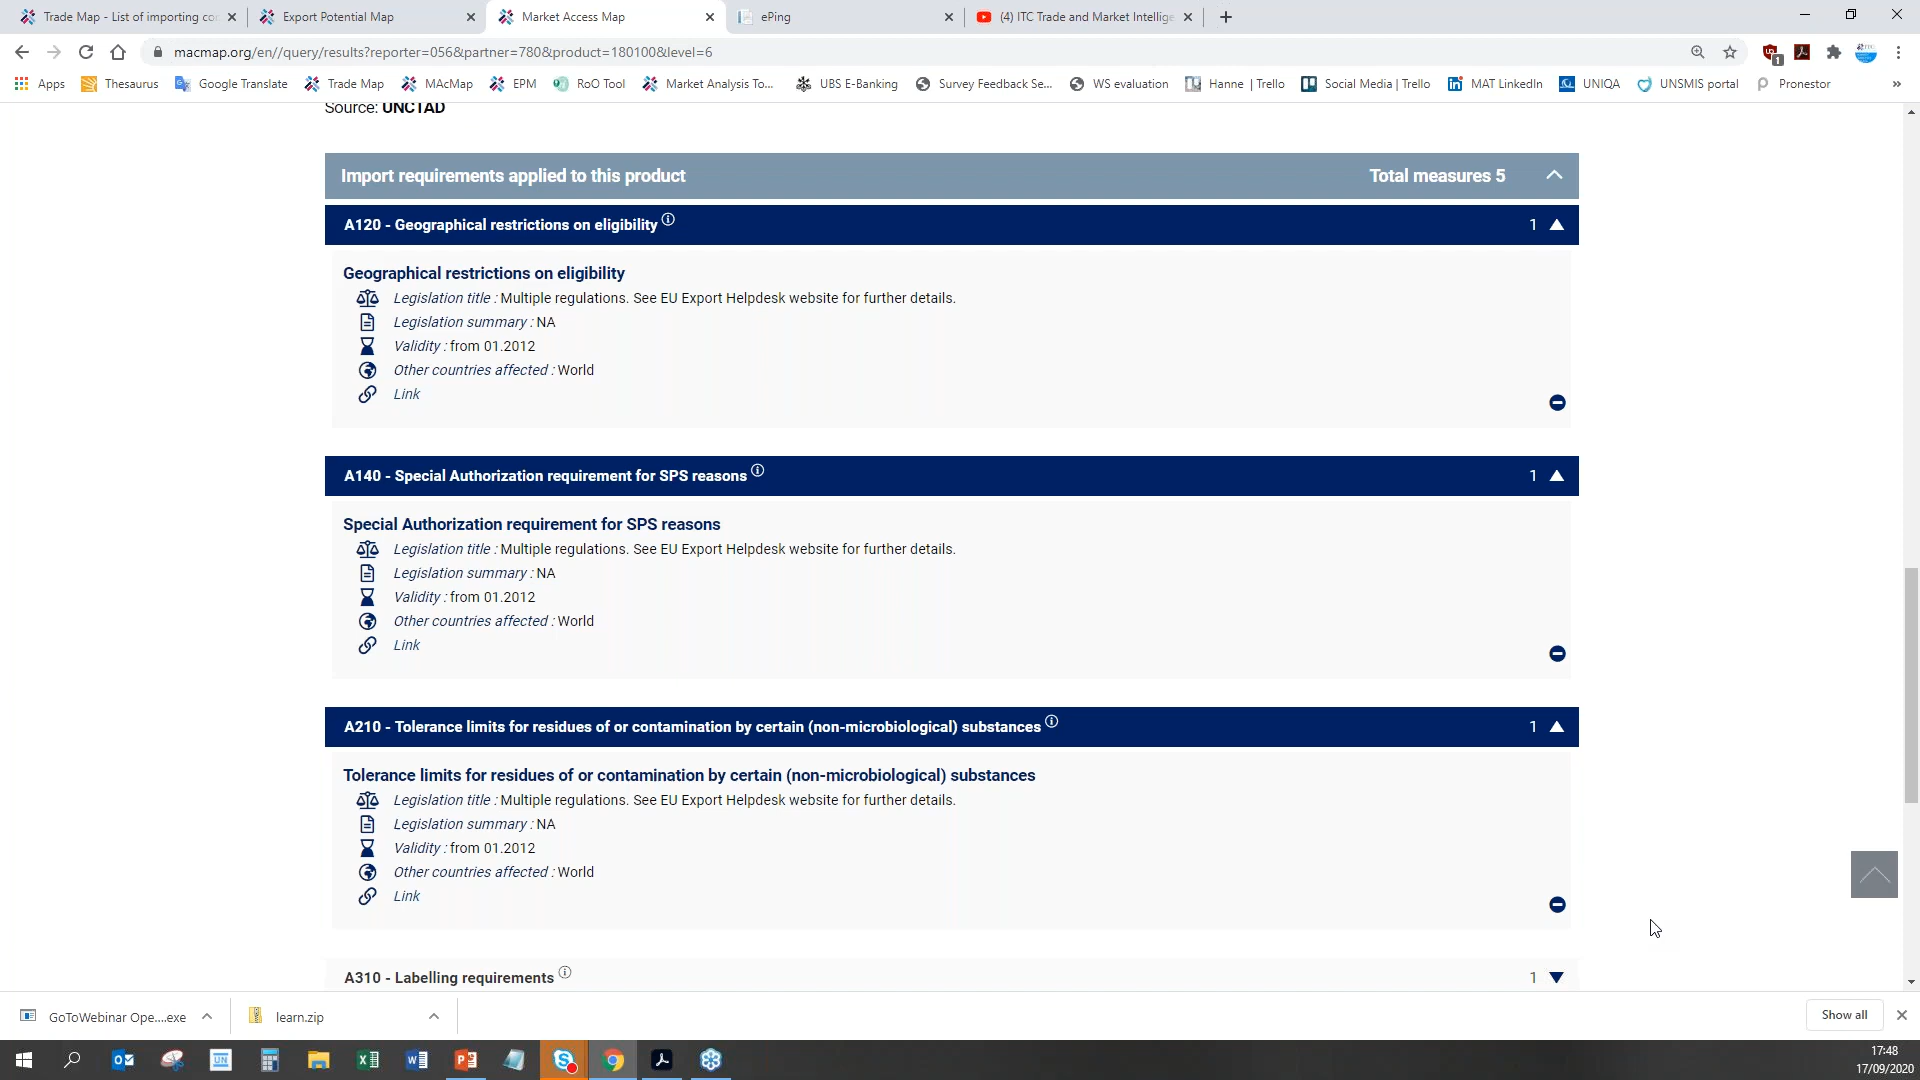 Trade Map - List of importing co
Export Potential Map
Market Access Map
ePing
(4) ITC Trade and Market Intellige
macmap.org/en//query/results?reporter=056&partner=780&product=180100&level=6
Apps
Thesaurus
Google Translate
Trade Map
MAcMap
EPM
RoO Tool
Market Analysis To...
UBS E-Banking
Survey Feedback Se...
WS evaluation
Hanne | Trello
Social Media | Trello
MAT LinkedIn
UNIQA
UNSMIS portal
Pronestor
»
Source: UNCTAD
Import requirements applied to this product
Total measures 5
A120 - Geographical restrictions on eligibility
1
Geographical restrictions on eligibility
Legislation title : Multiple regulations. See EU Export Helpdesk website for further details.
Legislation summary : NA
Validity : from 01.2012
Other countries affected : World
Link
A140 - Special Authorization requirement for SPS reasons
1
Special Authorization requirement for SPS reasons
Legislation title : Multiple regulations. See EU Export Helpdesk website for further details.
Legislation summary : NA
Validity : from 01.2012
Other countries affected : World
Link
A210 - Tolerance limits for residues of or contamination by certain (non-microbiological) substances
1
Tolerance limits for residues of or contamination by certain (non-microbiological) substances
Legislation title : Multiple regulations. See EU Export Helpdesk website for further details.
Legislation summary : NA
Validity : from 01.2012
Other countries affected : World
Link
A310 - Labelling requirements
1
GoToWebinar Ope....exe
learn.zip
Show all
17:48
17/09/2020